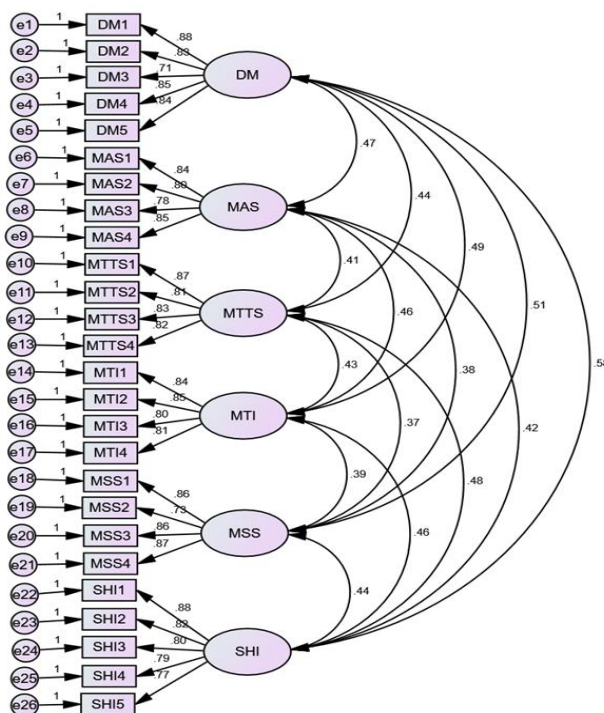 e1 1 DM1 .88
e2 1 DM2 .83
e3 1 DM3 .71 DM
e4 1 DM4 .85
e5 1 DM5 .84
e6 1 MAS1 .84
e7 1 MAS2
e8 1 MAS3 .78 MAS
e9 1 MAS4 .85
e10 1 MTTS1 .87
e11 1 MTTS2 .81
e12 1 MTTS3 .83 MTTS
e13 1 MTTS4 .82
e14 1 MTI1 .84
e15 1 MTI2 .85
e16 1 MTI3 .80 MTI
e17 1 MTI4 .81
e18 1 MSS1 .86
e19 1 MSS2 .73
e20 1 MSS3 .86 MSS
e21 1 MSS4 .87
e22 1 SHI1 .88
e23 1 SHI2 .82
e24 1 SHI3 .80 SHI
e25 1 SHI4 .79
e26 1 SHI5 .77
.47
.44
.49
.41
.46
.51
.43
.38
.37
.42
.39
.48
.46
.44